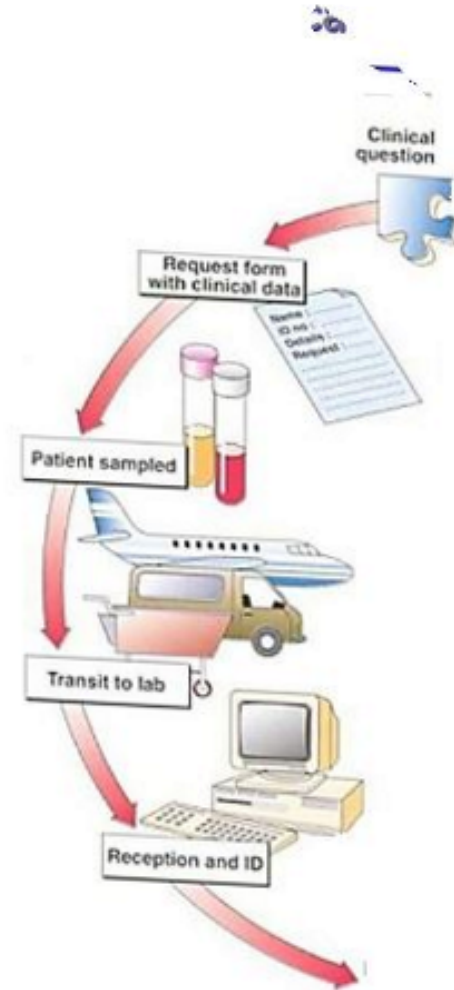 Clinical
question
Request form
with clinical data
Name :
ID no :
Details :
Request :
Patient sampled
Transit to lab
Reception and ID